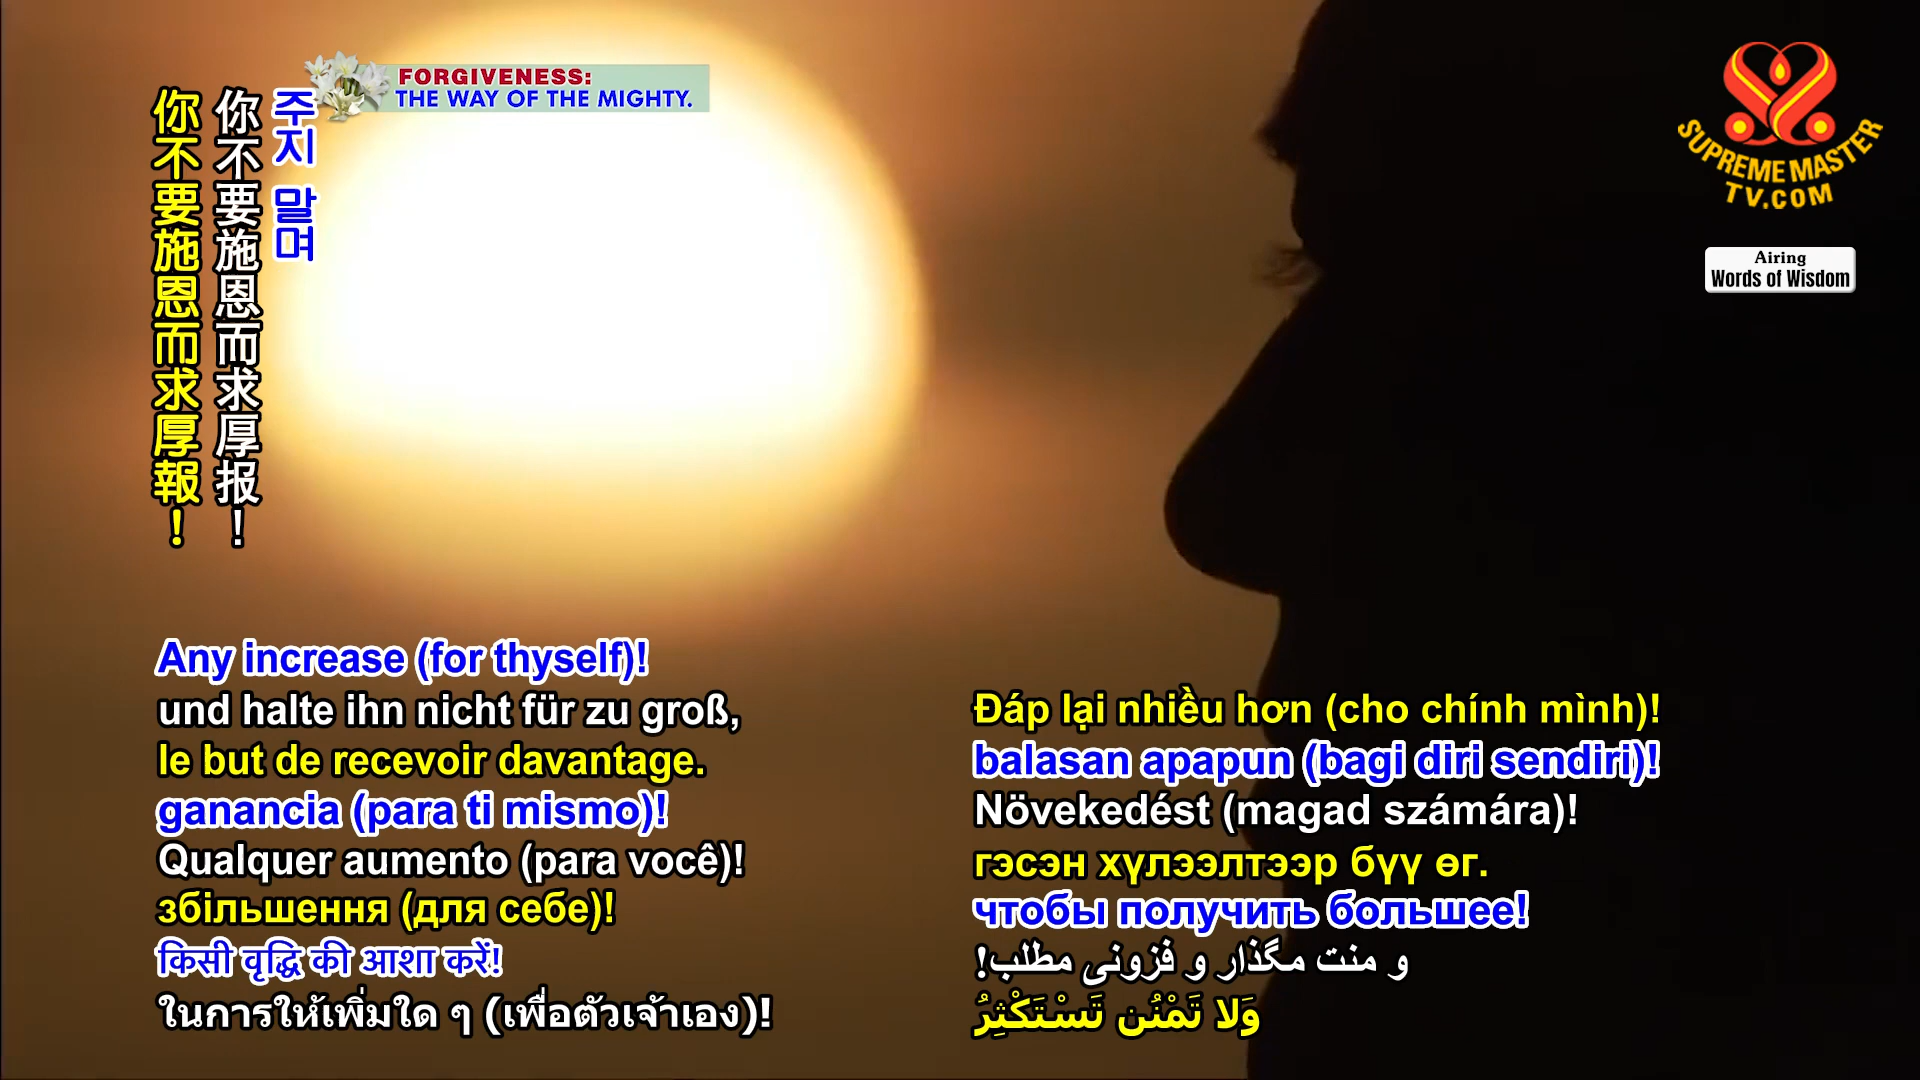 FORGIVENESS:
THE WAY OF THE MIGHTY.
SUPREME MASTER
TV.COM
Airing
Words of Wisdom
주지 말며
你不要施恩而求厚报！
你不要施恩而求厚報！
Any increase (for thyself)!
und halte ihn nicht für zu groß,
le but de recevoir davantage.
ganancia (para ti mismo)!
Qualquer aumento (para você)!
збільшення (для себе)!
किसी वृद्धि की आशा करें!
ในการให้เพิ่มใด ๆ (เพื่อตัวเจ้าเอง)!
Đáp lại nhiều hơn (cho chính mình)!
balasan apapun (bagi diri sendiri)!
Növekedést (magad számára)!
гэсэн хүлээлтээр бүү өг.
чтобы получить большее!
و منت مگذار و فزونی مطلب!
وَلا تَمْنُن تَسْتَكْثِرُ